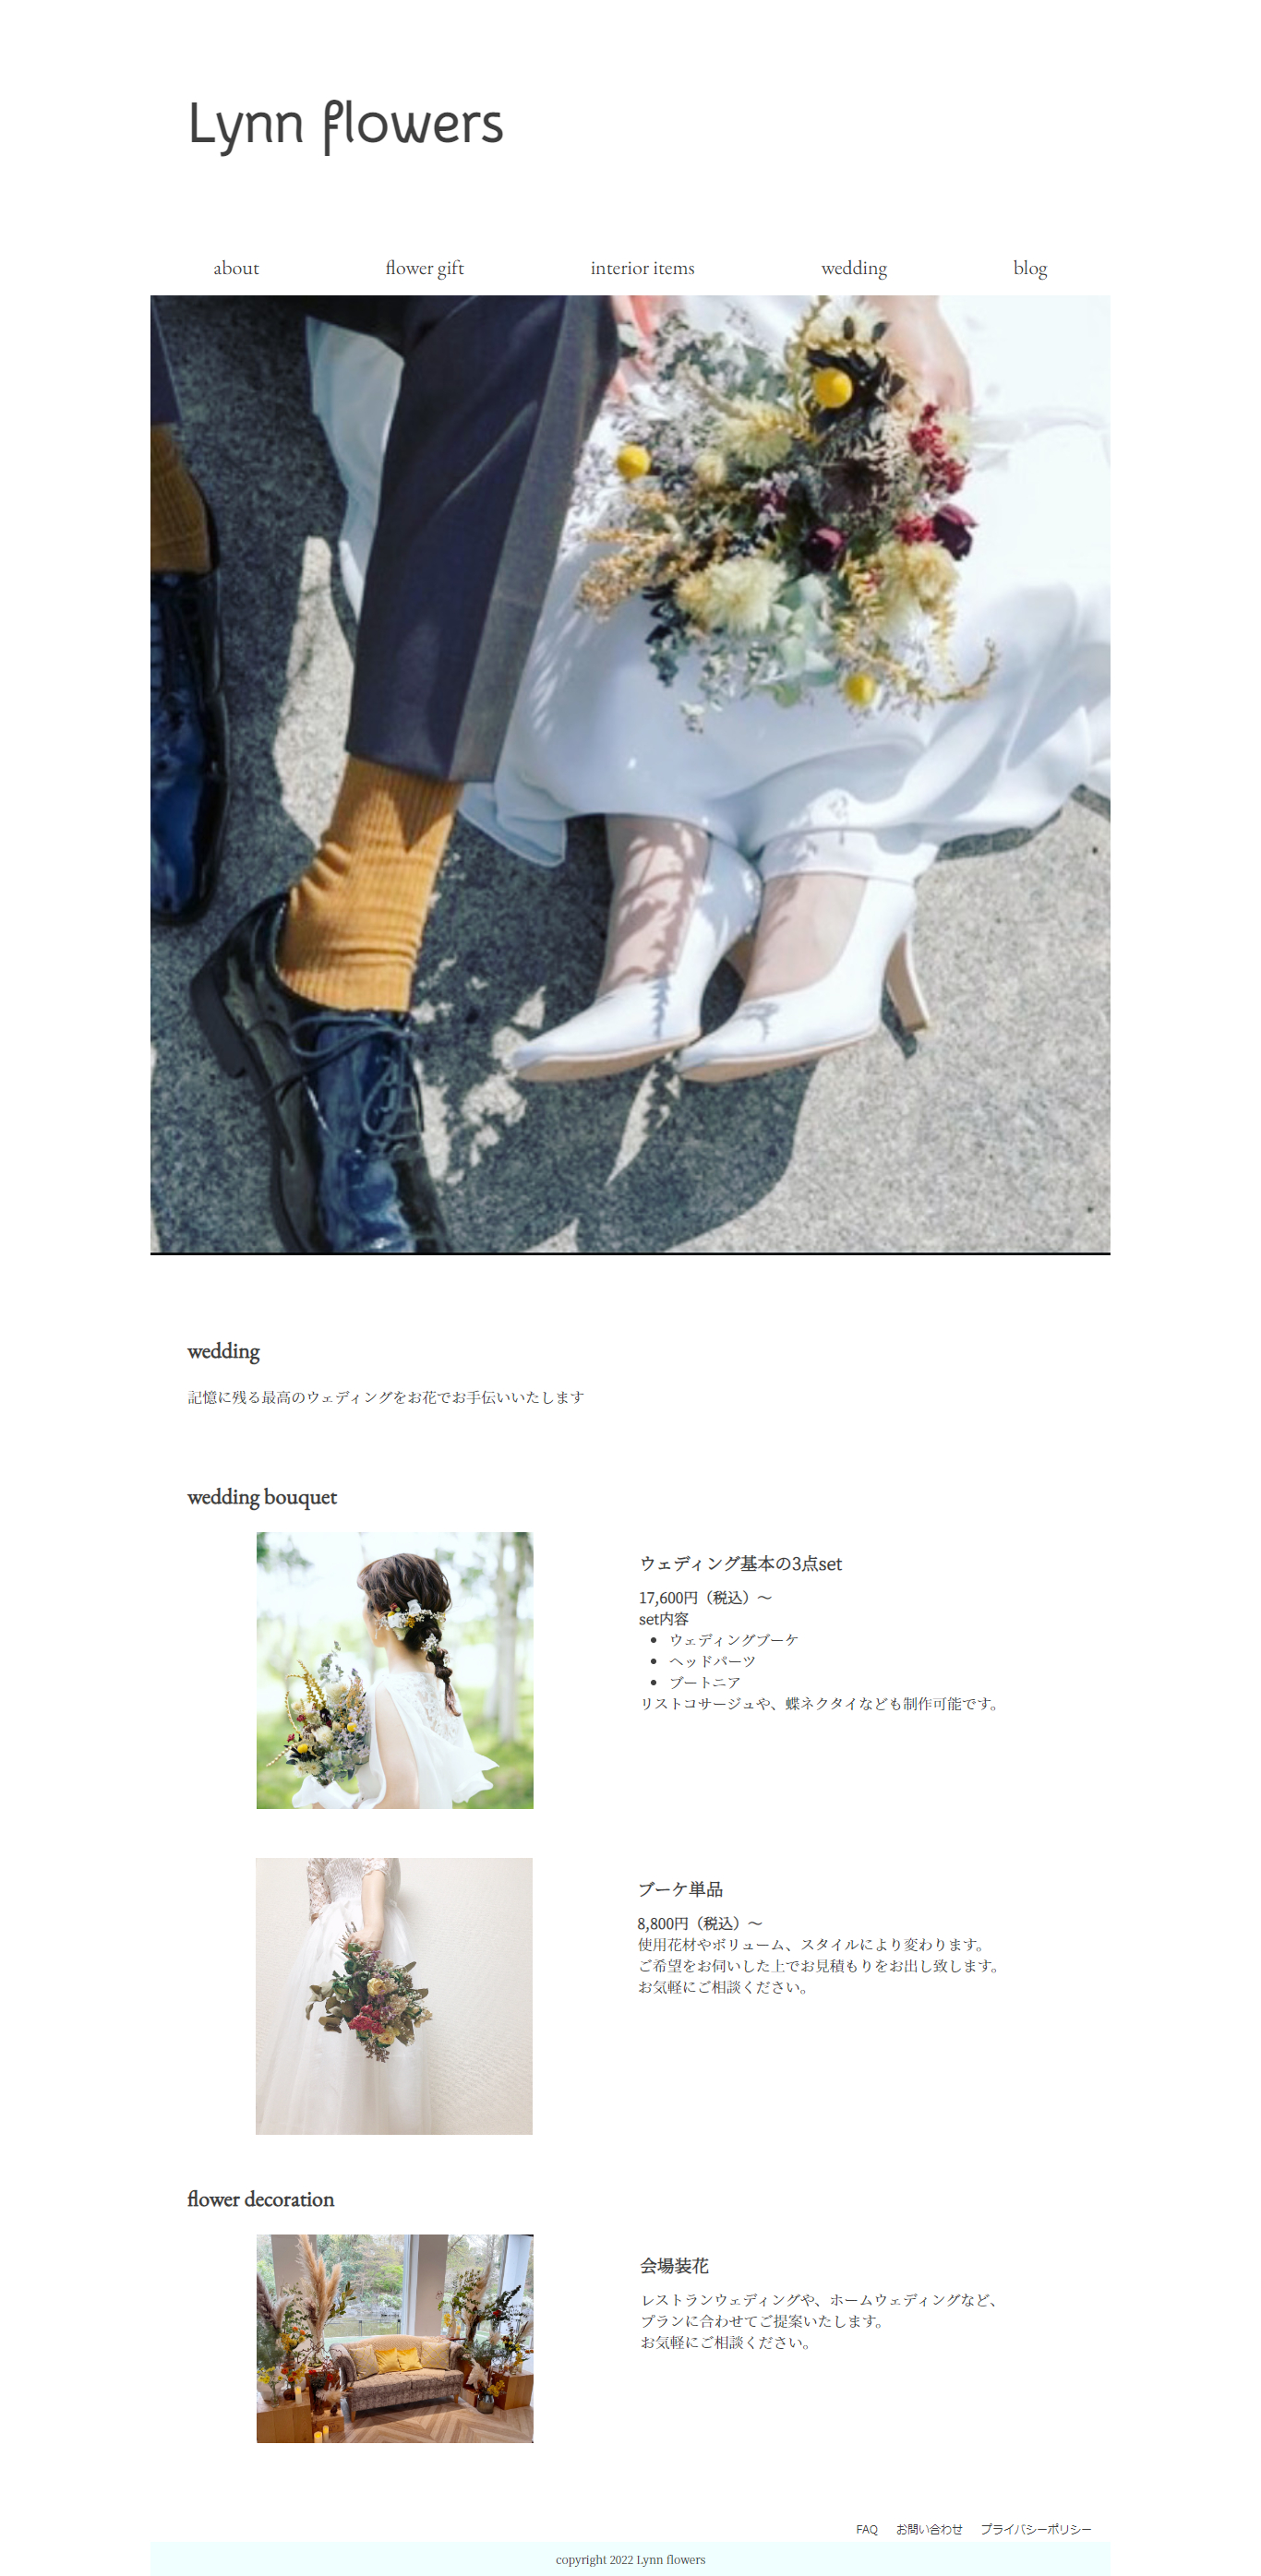 Lynn flowers
about flower gift interior items wedding blog
wedding
記憶に残る最高のウェディングをお花でお手伝いいたします
wedding bouquet
ウェディング基本の3点set
17,600円（税込）～
set内容
• ウェディングブーケ
• ヘッドパーツ
• ブートニア
リストコサージュや、蝶ネクタイなども制作可能です。
ブーケ単品
8,800円（税込）～
使用花材やボリューム、スタイルにより変わります。
ご希望をお伺いした上でお見積もりをお出し致します。
お気軽にご相談ください。
flower decoration
会場装花
レストランウェディングや、ホームウェディングなど、
プランに合わせてご提案いたします。
お気軽にご相談ください。
FAQ お問い合わせ プライバシーポリシー
copyright 2022 Lynn flowers